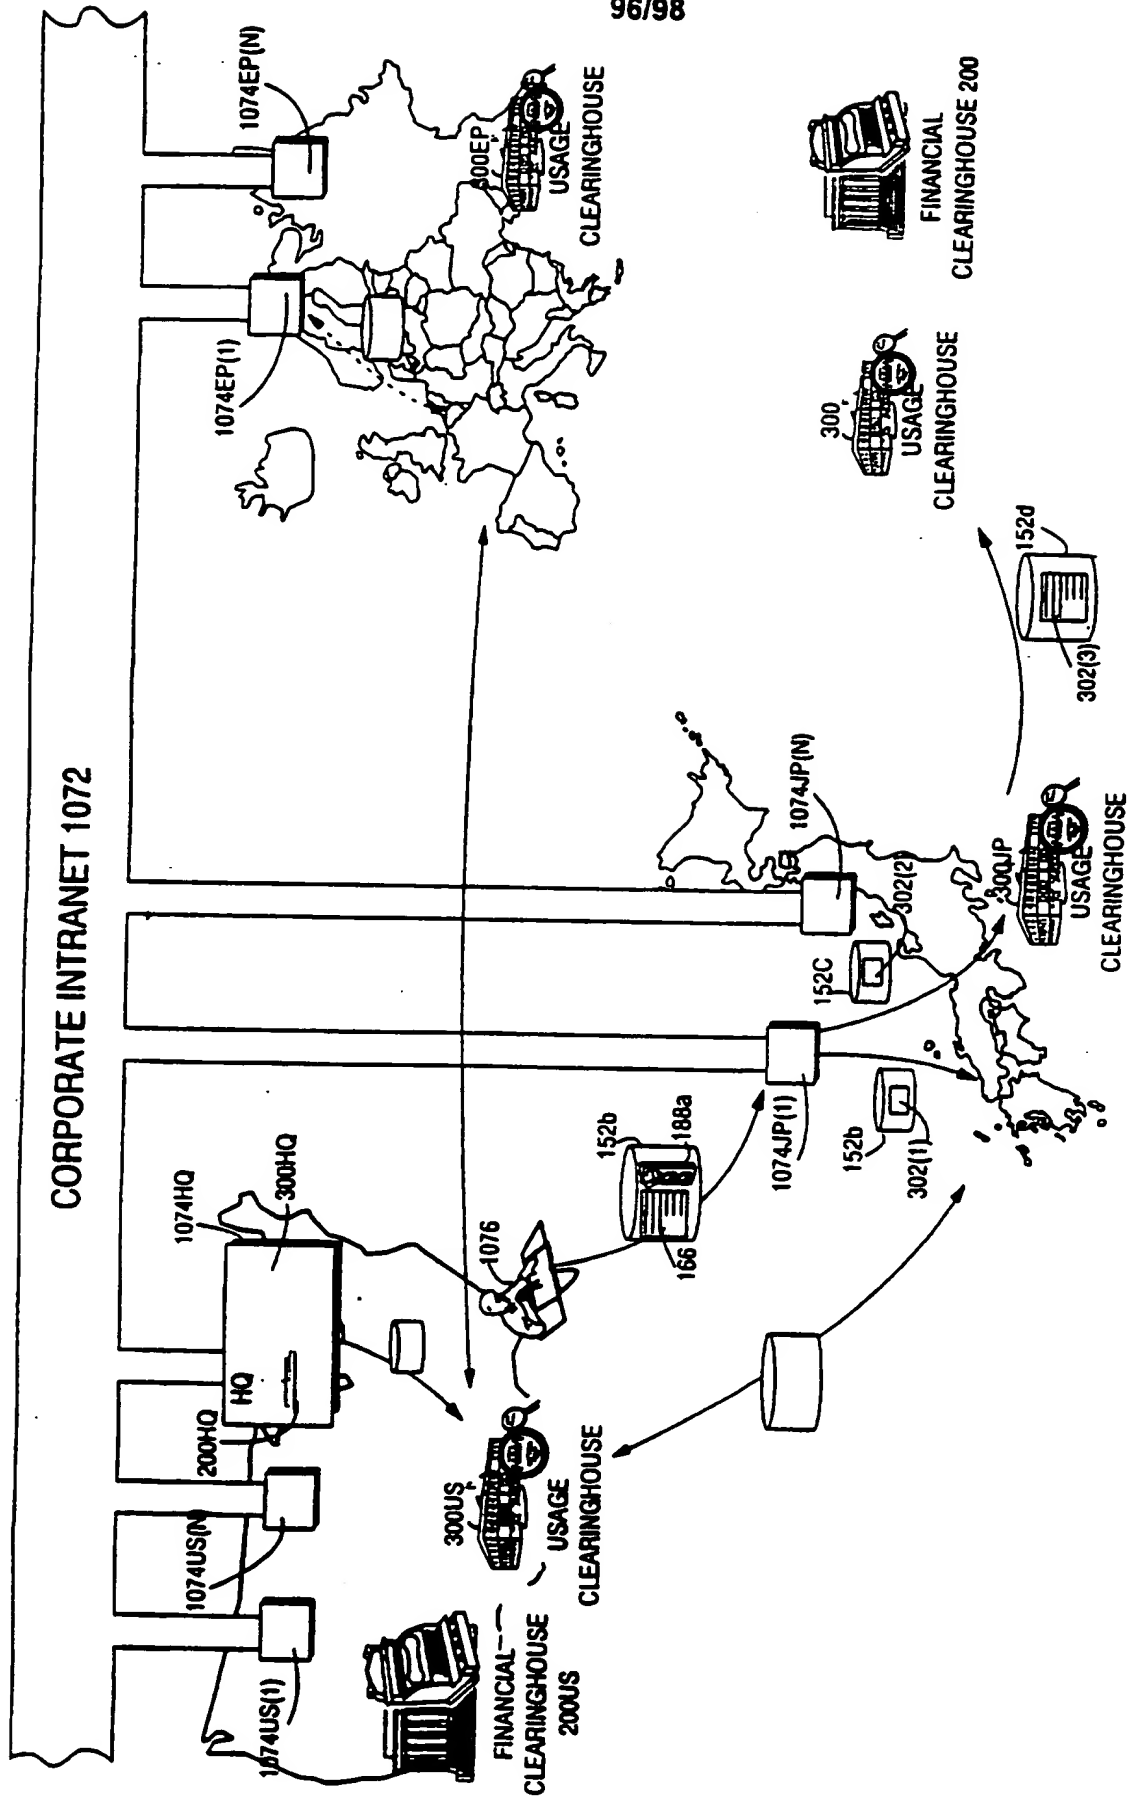 96/98
CORPORATE INTRANET 1072
1074US(1)
1074US(N)
200HQ
HQ
1074HQ
300HQ
1074EP(1)
1074EP(N)
FINANCIAL
CLEARINGHOUSE
200US
300US
USAGE
CLEARINGHOUSE
1076
152b
188a
166
1074JP(1)
152b
302(1)
152C
302(2)
1074JP(N)
300JP
USAGE
CLEARINGHOUSE
302(3)
152d
300EP
USAGE
CLEARINGHOUSE
300
USAGE
CLEARINGHOUSE
FINANCIAL
CLEARINGHOUSE 200